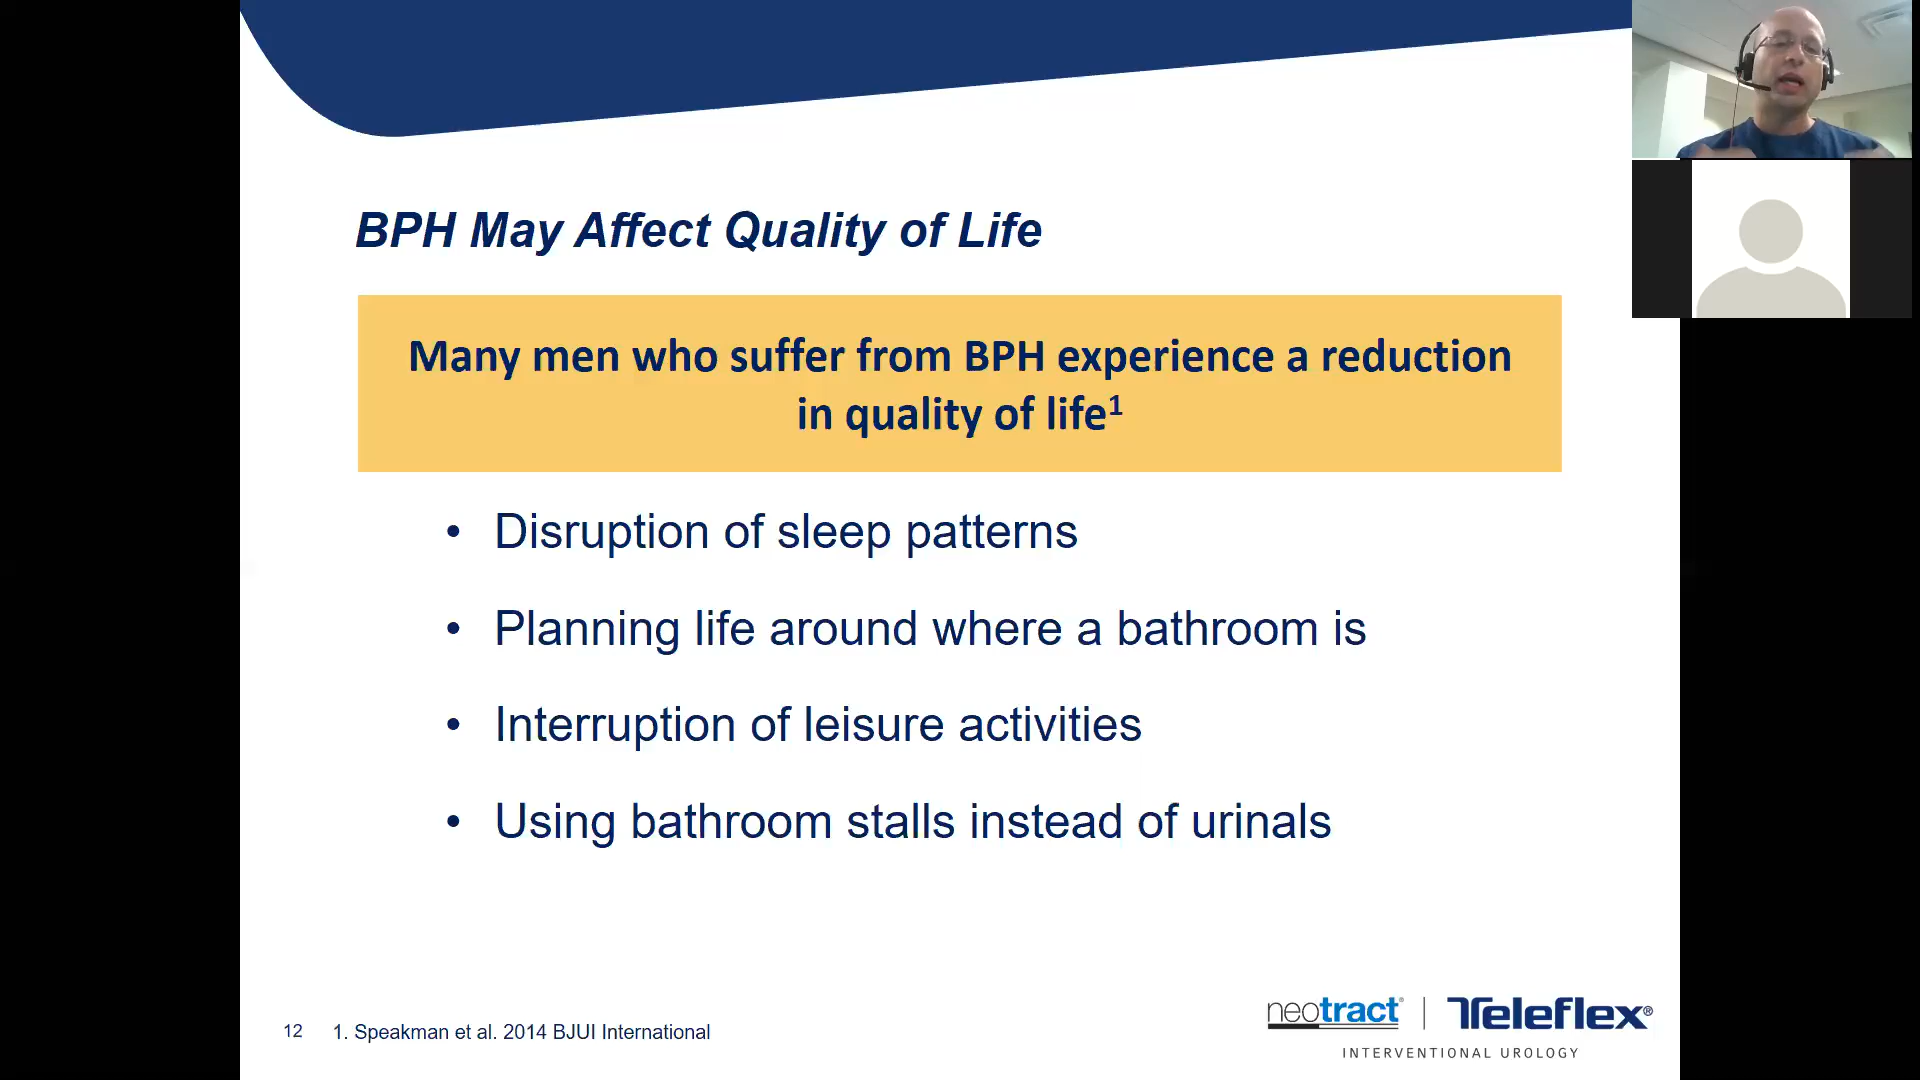 BPH May Affect Quality of Life
Many men who suffer from BPH experience a reduction
in quality of life¹
• Disruption of sleep patterns
• Planning life around where a bathroom is
• Interruption of leisure activities
• Using bathroom stalls instead of urinals
12 1. Speakman et al. 2014 BJUI International
neotract® | Teleflex®
INTERVENTIONAL UROLOGY